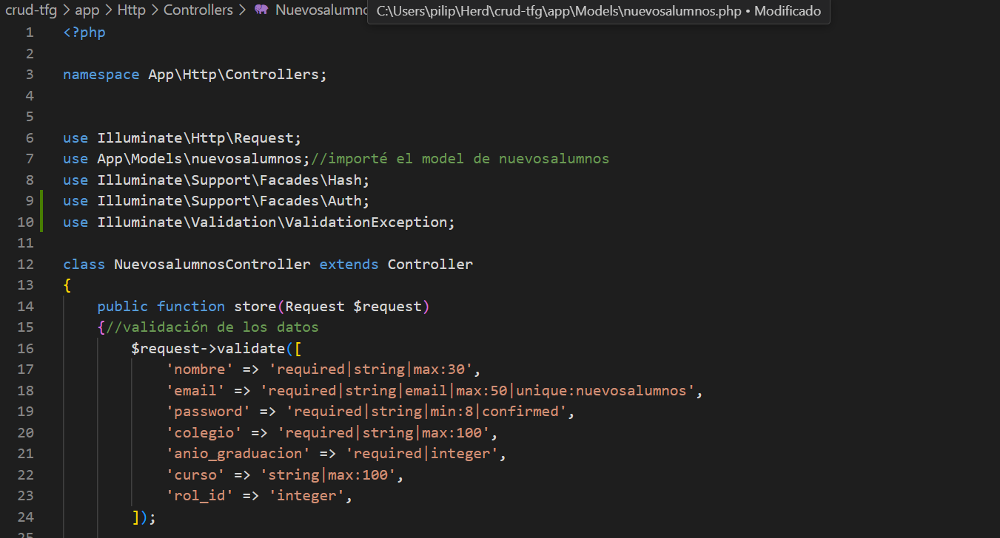 crud-tfg > app > Http > Controllers > Nuevosalumno
C:\Users\pilip\Herd\crud-tfg\app\Models\nuevosalumnos.php • Modificado
1 <?php
2
3 namespace App\Http\Controllers;
4
5
6 use Illuminate\Http\Request;
7 use App\Models\nuevosalumnos;//importé el model de nuevosalumnos
8 use Illuminate\Support\Facades\Hash;
9 use Illuminate\Support\Facades\Auth;
10 use Illuminate\Validation\ValidationException;
11
12 class NuevosalumnosController extends Controller
13 {
14 public function store(Request $request)
15 {//validación de los datos
16 $request->validate([
17 'nombre' => 'required|string|max:30',
18 'email' => 'required|string|email|max:50|unique:nuevosalumnos',
19 'password' => 'required|string|min:8|confirmed',
20 'colegio' => 'required|string|max:100',
21 'anio_graduacion' => 'required|integer',
22 'curso' => 'string|max:100',
23 'rol_id' => 'integer',
24 ]);
25